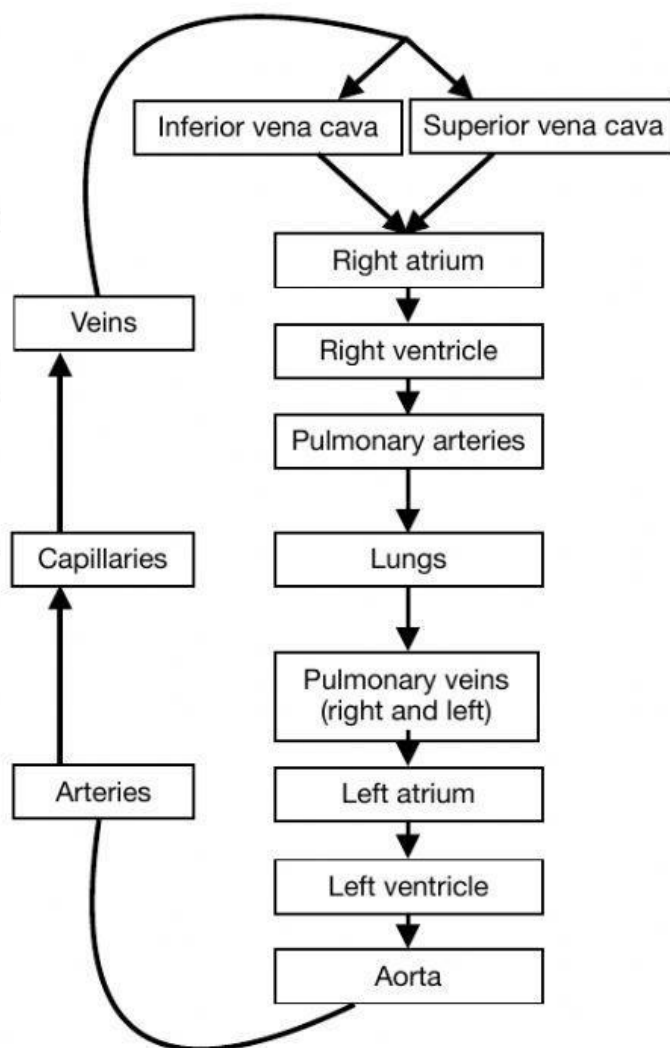 Inferior vena cava
Superior vena cava
Right atrium
Veins
Right ventricle
Pulmonary arteries
Capillaries
Lungs
Pulmonary veins
(right and left)
Arteries
Left atrium
Left ventricle
Aorta